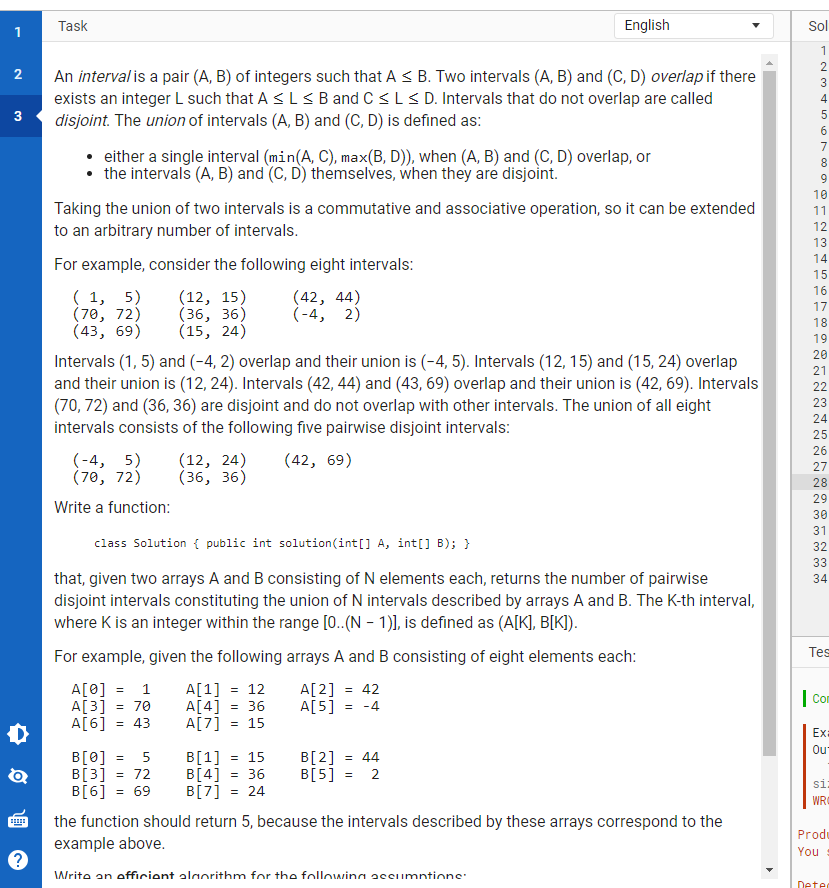 1
Task
English
Sol
2
3
An interval is a pair (A, B) of integers such that A ≤ B. Two intervals (A, B) and (C, D) overlap if there
exists an integer L such that A ≤ L ≤ B and C ≤ L ≤ D. Intervals that do not overlap are called
disjoint. The union of intervals (A, B) and (C, D) is defined as:
• either a single interval (min(A, C), max(B, D)), when (A, B) and (C, D) overlap, or
• the intervals (A, B) and (C, D) themselves, when they are disjoint.
Taking the union of two intervals is a commutative and associative operation, so it can be extended
to an arbitrary number of intervals.
For example, consider the following eight intervals:
( 1, 5) (12, 15) (42, 44)
(70, 72) (36, 36) (-4, 2)
(43, 69) (15, 24)
Intervals (1, 5) and (−4, 2) overlap and their union is (−4, 5). Intervals (12, 15) and (15, 24) overlap
and their union is (12, 24). Intervals (42, 44) and (43, 69) overlap and their union is (42, 69). Intervals
(70, 72) and (36, 36) are disjoint and do not overlap with other intervals. The union of all eight
intervals consists of the following five pairwise disjoint intervals:
(-4, 5) (12, 24) (42, 69)
(70, 72) (36, 36)
Write a function:
class Solution { public int solution(int[] A, int[] B); }
that, given two arrays A and B consisting of N elements each, returns the number of pairwise
disjoint intervals constituting the union of N intervals described by arrays A and B. The K-th interval,
where K is an integer within the range [0..(N − 1)], is defined as (A[K], B[K]).
For example, given the following arrays A and B consisting of eight elements each:
A[0] = 1 A[1] = 12 A[2] = 42
A[3] = 70 A[4] = 36 A[5] = -4
A[6] = 43 A[7] = 15
B[0] = 5 B[1] = 15 B[2] = 44
B[3] = 72 B[4] = 36 B[5] = 2
B[6] = 69 B[7] = 24
the function should return 5, because the intervals described by these arrays correspond to the
example above.
Write an efficient algorithm for the following assumptions:
1
2
3
4
5
6
7
8
9
10
11
12
13
14
15
16
17
18
19
20
21
22
23
24
25
26
27
28
29
30
31
32
33
34
Tes
Co
Exa
Ou
si
WRO
Produ
You s
Dete